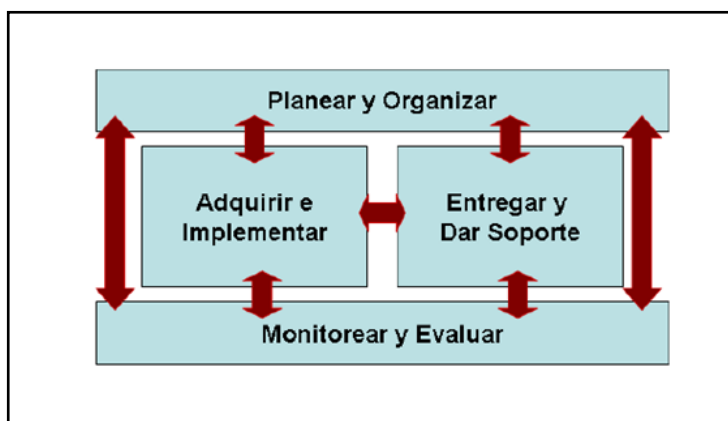 Planear y Organizar
Adquirir e
Implementar
Entregar y
Dar Soporte
Monitorear y Evaluar